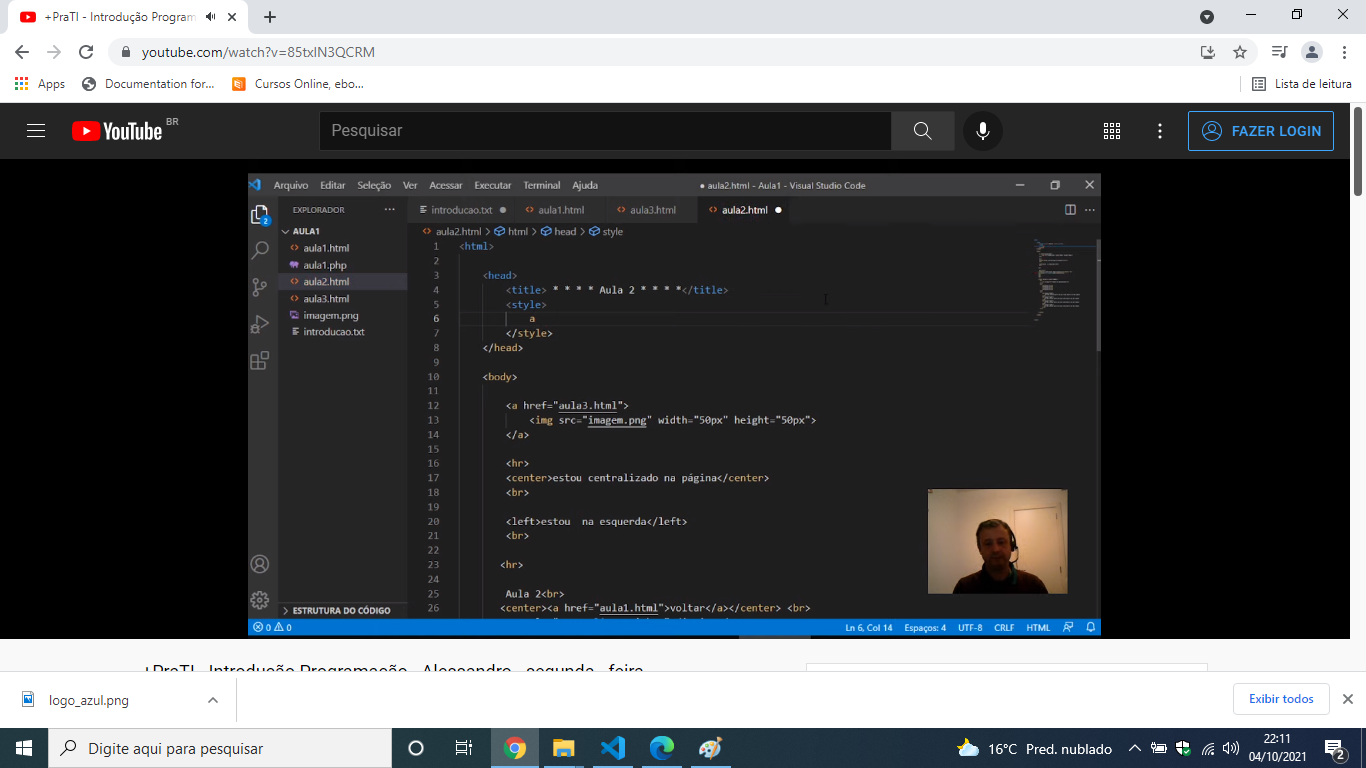 +PraTI - Introdução Program
youtube.com/watch?v=85txlN3QCRM
Apps
Documentation for...
Cursos Online, ebo...
Lista de leitura
YouTube BR
Pesquisar
FAZER LOGIN
Arquivo Editar Seleção Ver Acessar Executar Terminal Ajuda
● aula2.html - Aula1 - Visual Studio Code
EXPLORADOR ...
introducao.txt ●
aula1.html
aula3.html
aula2.html ●
AULA1
aula1.html
aula1.php
aula2.html
aula3.html
imagem.png
introducao.txt
ESTRUTURA DO CÓDIGO
aula2.html > html > head > style
1 <html>
2
3 <head>
4 <title> * * * * Aula 2 * * * *</title>
5 <style>
6 a
7 </style>
8 </head>
9
10 <body>
11
12 <a href="aula3.html">
13 <img src="imagem.png" width="50px" height="50px">
14 </a>
15
16 <hr>
17 <center>estou centralizado na página</center>
18 <br>
19
20 <left>estou  na esquerda</left>
21 <br>
22
23 <hr>
24
25 Aula 2<br>
26 <center><a href="aula1.html">voltar</a></center> <br>
2
0 0
Ln 6, Col 14 Espaços: 4 UTF-8 CRLF HTML
+PraTI - Introdução Programação - Alessandro - segunda - feira
logo_azul.png
Exibir todos
Digite aqui para pesquisar
16°C Pred. nublado
22:11
04/10/2021
2